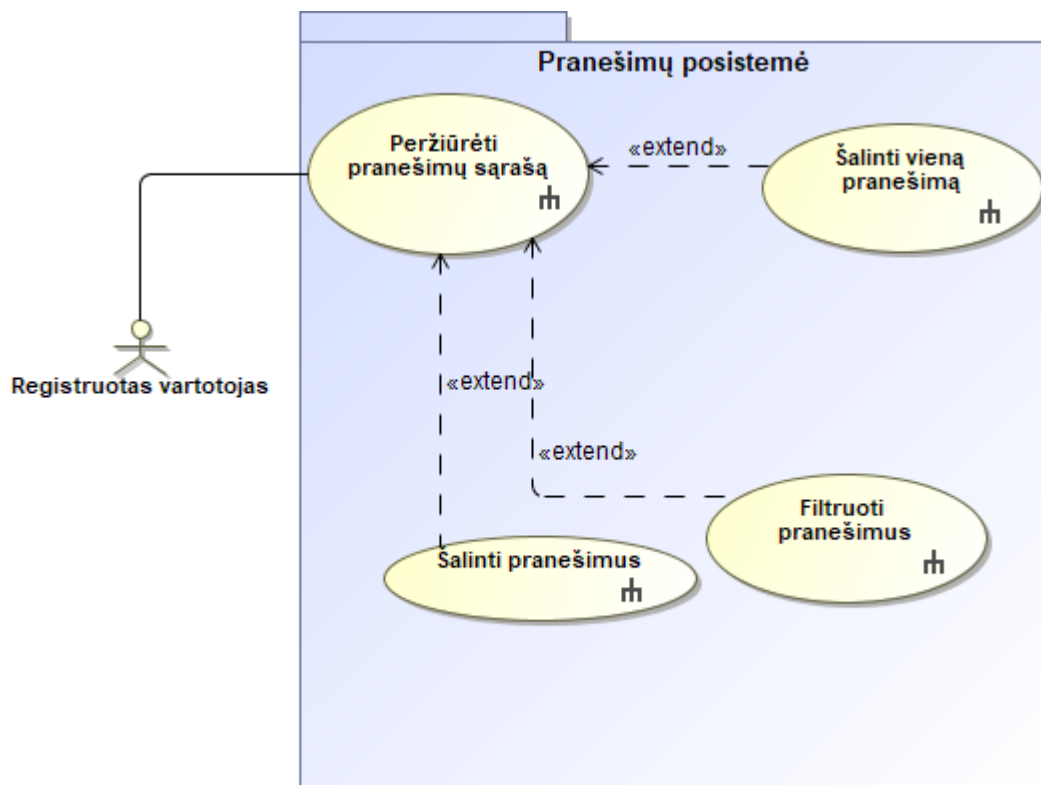 Pranešimų posistemė
Peržiūrėti
pranešimų sąrašą
«extend»
Šalinti vieną
pranešimą
Registruotas vartotojas
«extend»
«extend»
Filtruoti
pranešimus
Šalinti pranešimus